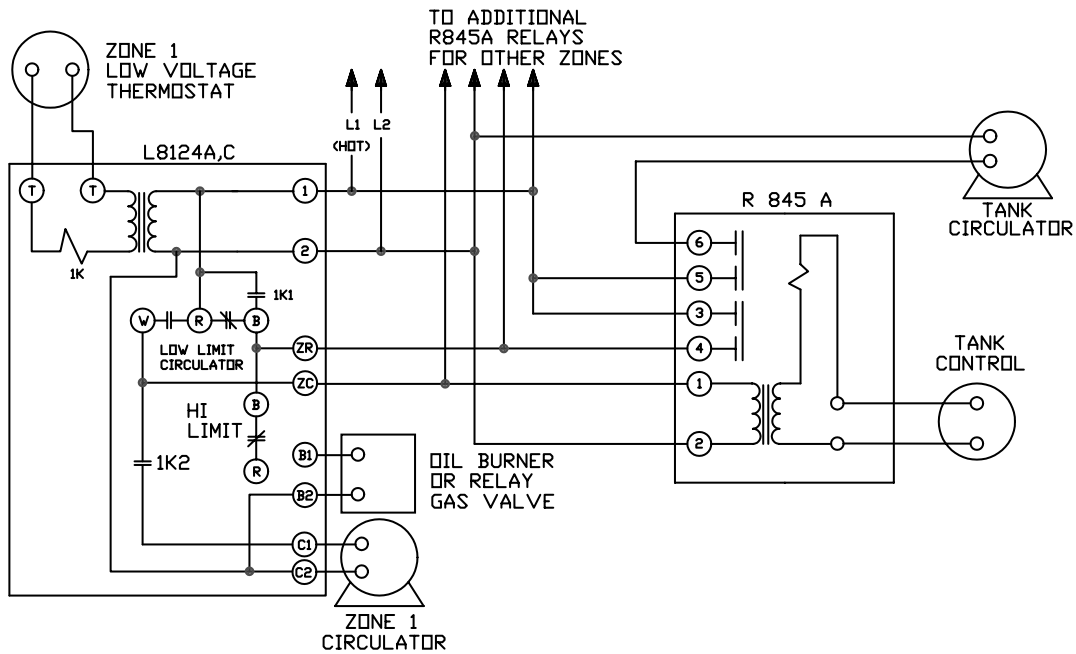 TO ADDITIONAL
R845A RELAYS
FOR OTHER ZONES
ZONE 1
LOW VOLTAGE
THERMOSTAT
L1 L2
(HOT)
L8124A,C
T T
1
2
1K
1K1
W R B
LOW LIMIT
CIRCULATOR
ZR
ZC
B
HI
LIMIT
R
1K2
B1
B2
C1
C2
OIL BURNER
OR RELAY
GAS VALVE
ZONE 1
CIRCULATOR
R 845 A
6
5
3
4
1
2
TANK
CIRCULATOR
TANK
CONTROL